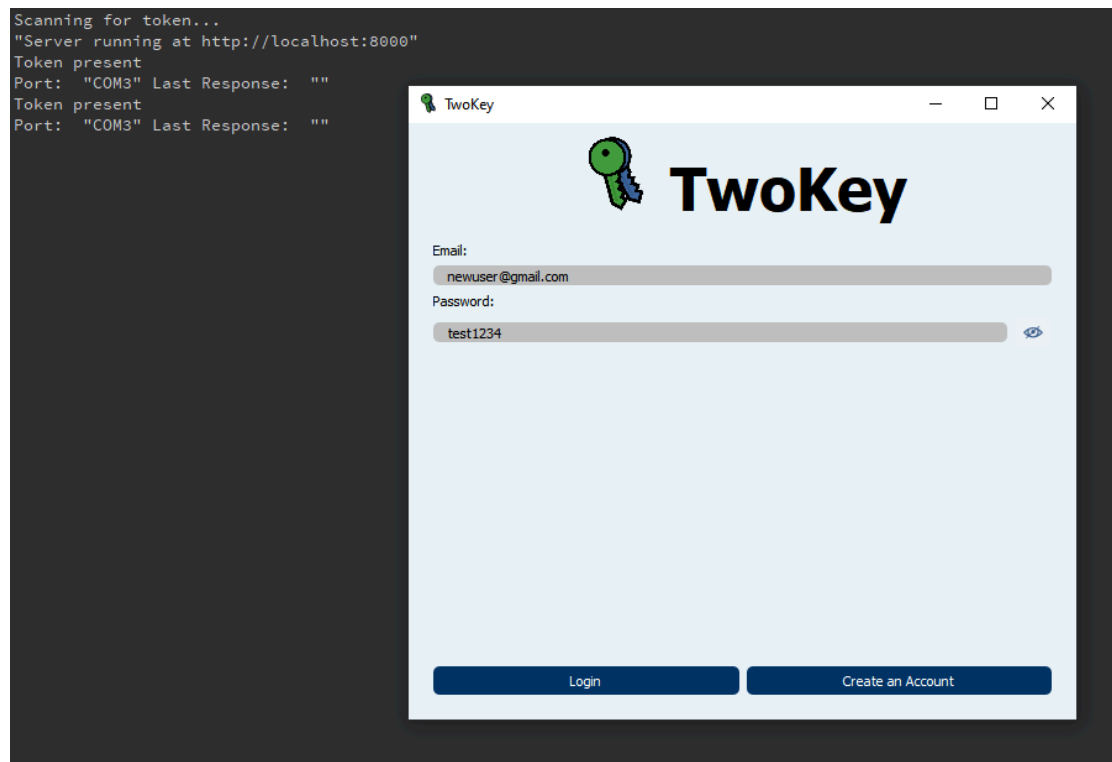 Scanning for token...
"Server running at http://localhost:8000"
Token present
Port:  "COM3" Last Response:  ""
Token present
Port:  "COM3" Last Response:  ""
TwoKey
TwoKey
Email:
newuser@gmail.com
Password:
test1234
Login
Create an Account